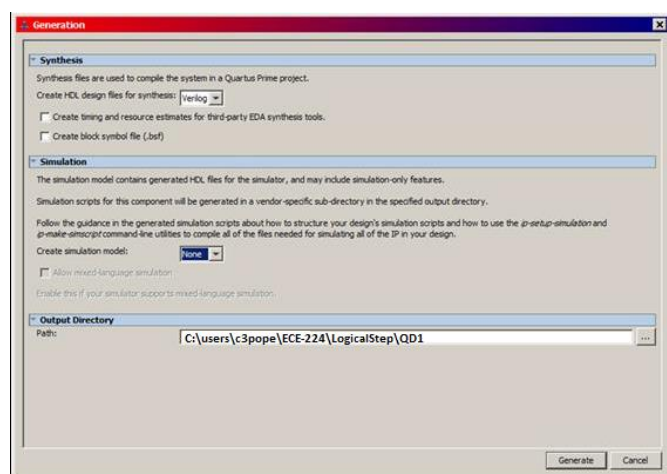 Generation
Synthesis
Synthesis files are used to compile the system in a Quartus Prime project.
Create HDL design files for synthesis: Verilog
Create timing and resource estimates for third-party EDA synthesis tools.
Create block symbol file (.bsf)
Simulation
The simulation model contains generated HDL files for the simulator, and may include simulation-only features.
Simulation scripts for this component will be generated in a vendor-specific sub-directory in the specified output directory.
Follow the guidance in the generated simulation scripts about how to structure your design's simulation scripts and how to use the ip-setup-simulation and
ip-make-simscript command-line utilities to compile all of the files needed for simulating all of the IP in your design.
Create simulation model: None
Allow mixed-language simulation
Enable this if your simulator supports mixed-language simulation.
Output Directory
Path: C:\users\c3pope\ECE-224\LogicalStep\QD1 ...
Generate Cancel